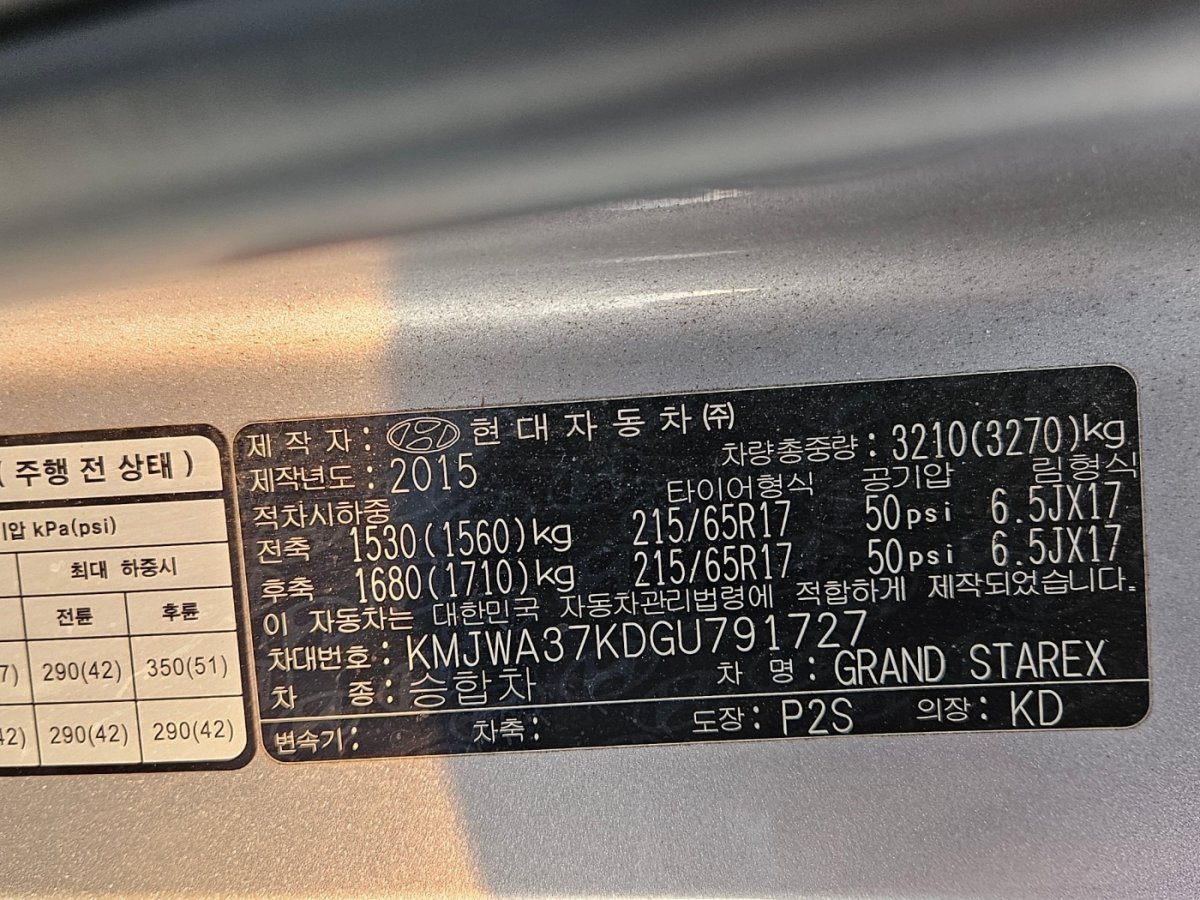 ( 주행 전 상태 )
기압 kPa(psi)
최대 하중시
전륜 후륜
7) 290(42) 350(51)
42) 290(42) 290(42)
제 작 자 : 현 대 자 동 차 ㈜
제작년도 : 2015 차량총중량 : 3210(3270)kg
적차시하중 타이어형식 공기압 림형식
전축 1530(1560)kg 215/65R17 50psi 6.5JX17
후축 1680(1710)kg 215/65R17 50psi 6.5JX17
이 자동차는 대한민국 자동차관리법령에 적합하게 제작되었습니다.
차대번호 : KMJWA37KDGU791727
차 종 : 승합차 차 명 : GRAND STAREX
변속기 : 차축 : 도장 : P2S 의장 : KD